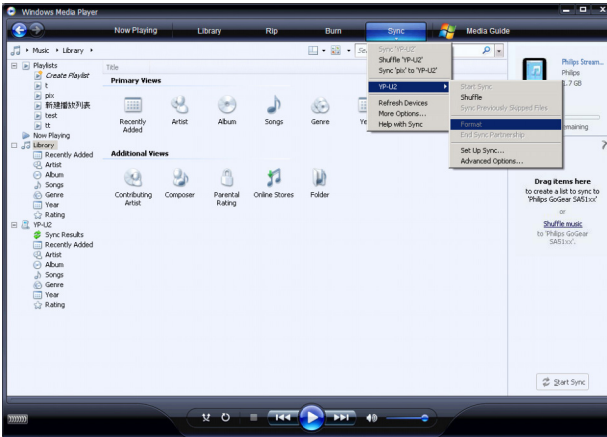 Windows Media Player
Now Playing
Library
Rip
Burn
Sync
Media Guide
Music
Library
Sync 'YP-U2'
Shuffle 'YP-U2'
Sync 'pix' to 'YP-U2'
YP-U2
Refresh Devices
More Options...
Help with Sync
Start Sync
Shuffle
Sync Previously Skipped Files
Format
End Sync Partnership
Set Up Sync...
Advanced Options...
Playlists
Create Playlist
t
pix
新建播放列表
test
tt
Now Playing
Library
Recently Added
Artist
Album
Songs
Genre
Year
Rating
YP-U2
Sync Results
Recently Added
Artist
Album
Songs
Genre
Year
Rating
Title
Primary Views
Recently Added
Artist
Album
Songs
Genre
Additional Views
Contributing Artist
Composer
Parental Rating
Online Stores
Folder
Philips Stream...
Philips
.7 GB
maining
Drag items here
to create a list to sync to
'Philips GoGear SA51xx'.
or
Shuffle music
to 'Philips GoGear
SA51xx'.
Start Sync